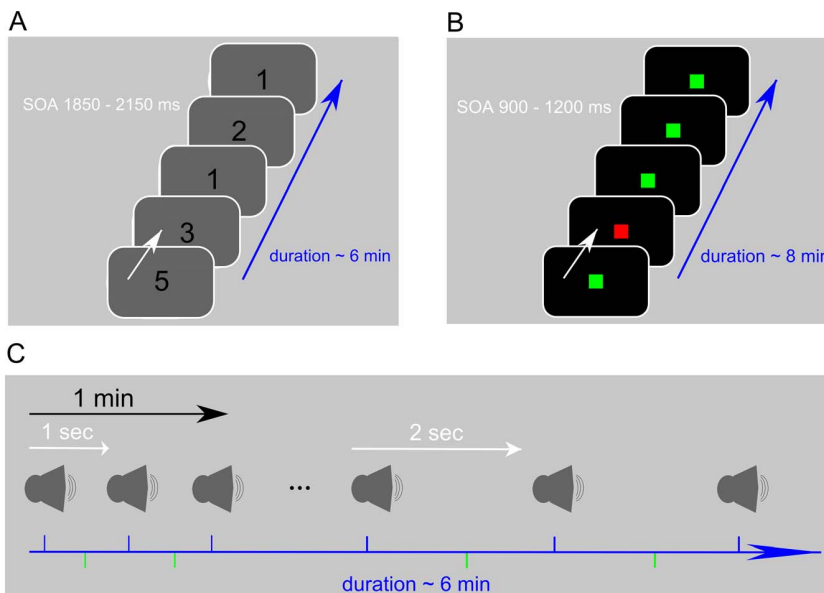 A
SOA 1850 - 2150 ms
1
2
1
3
5
duration ~ 6 min
B
SOA 900 - 1200 ms
duration ~ 8 min
C
1 min
1 sec
2 sec
...
duration ~ 6 min